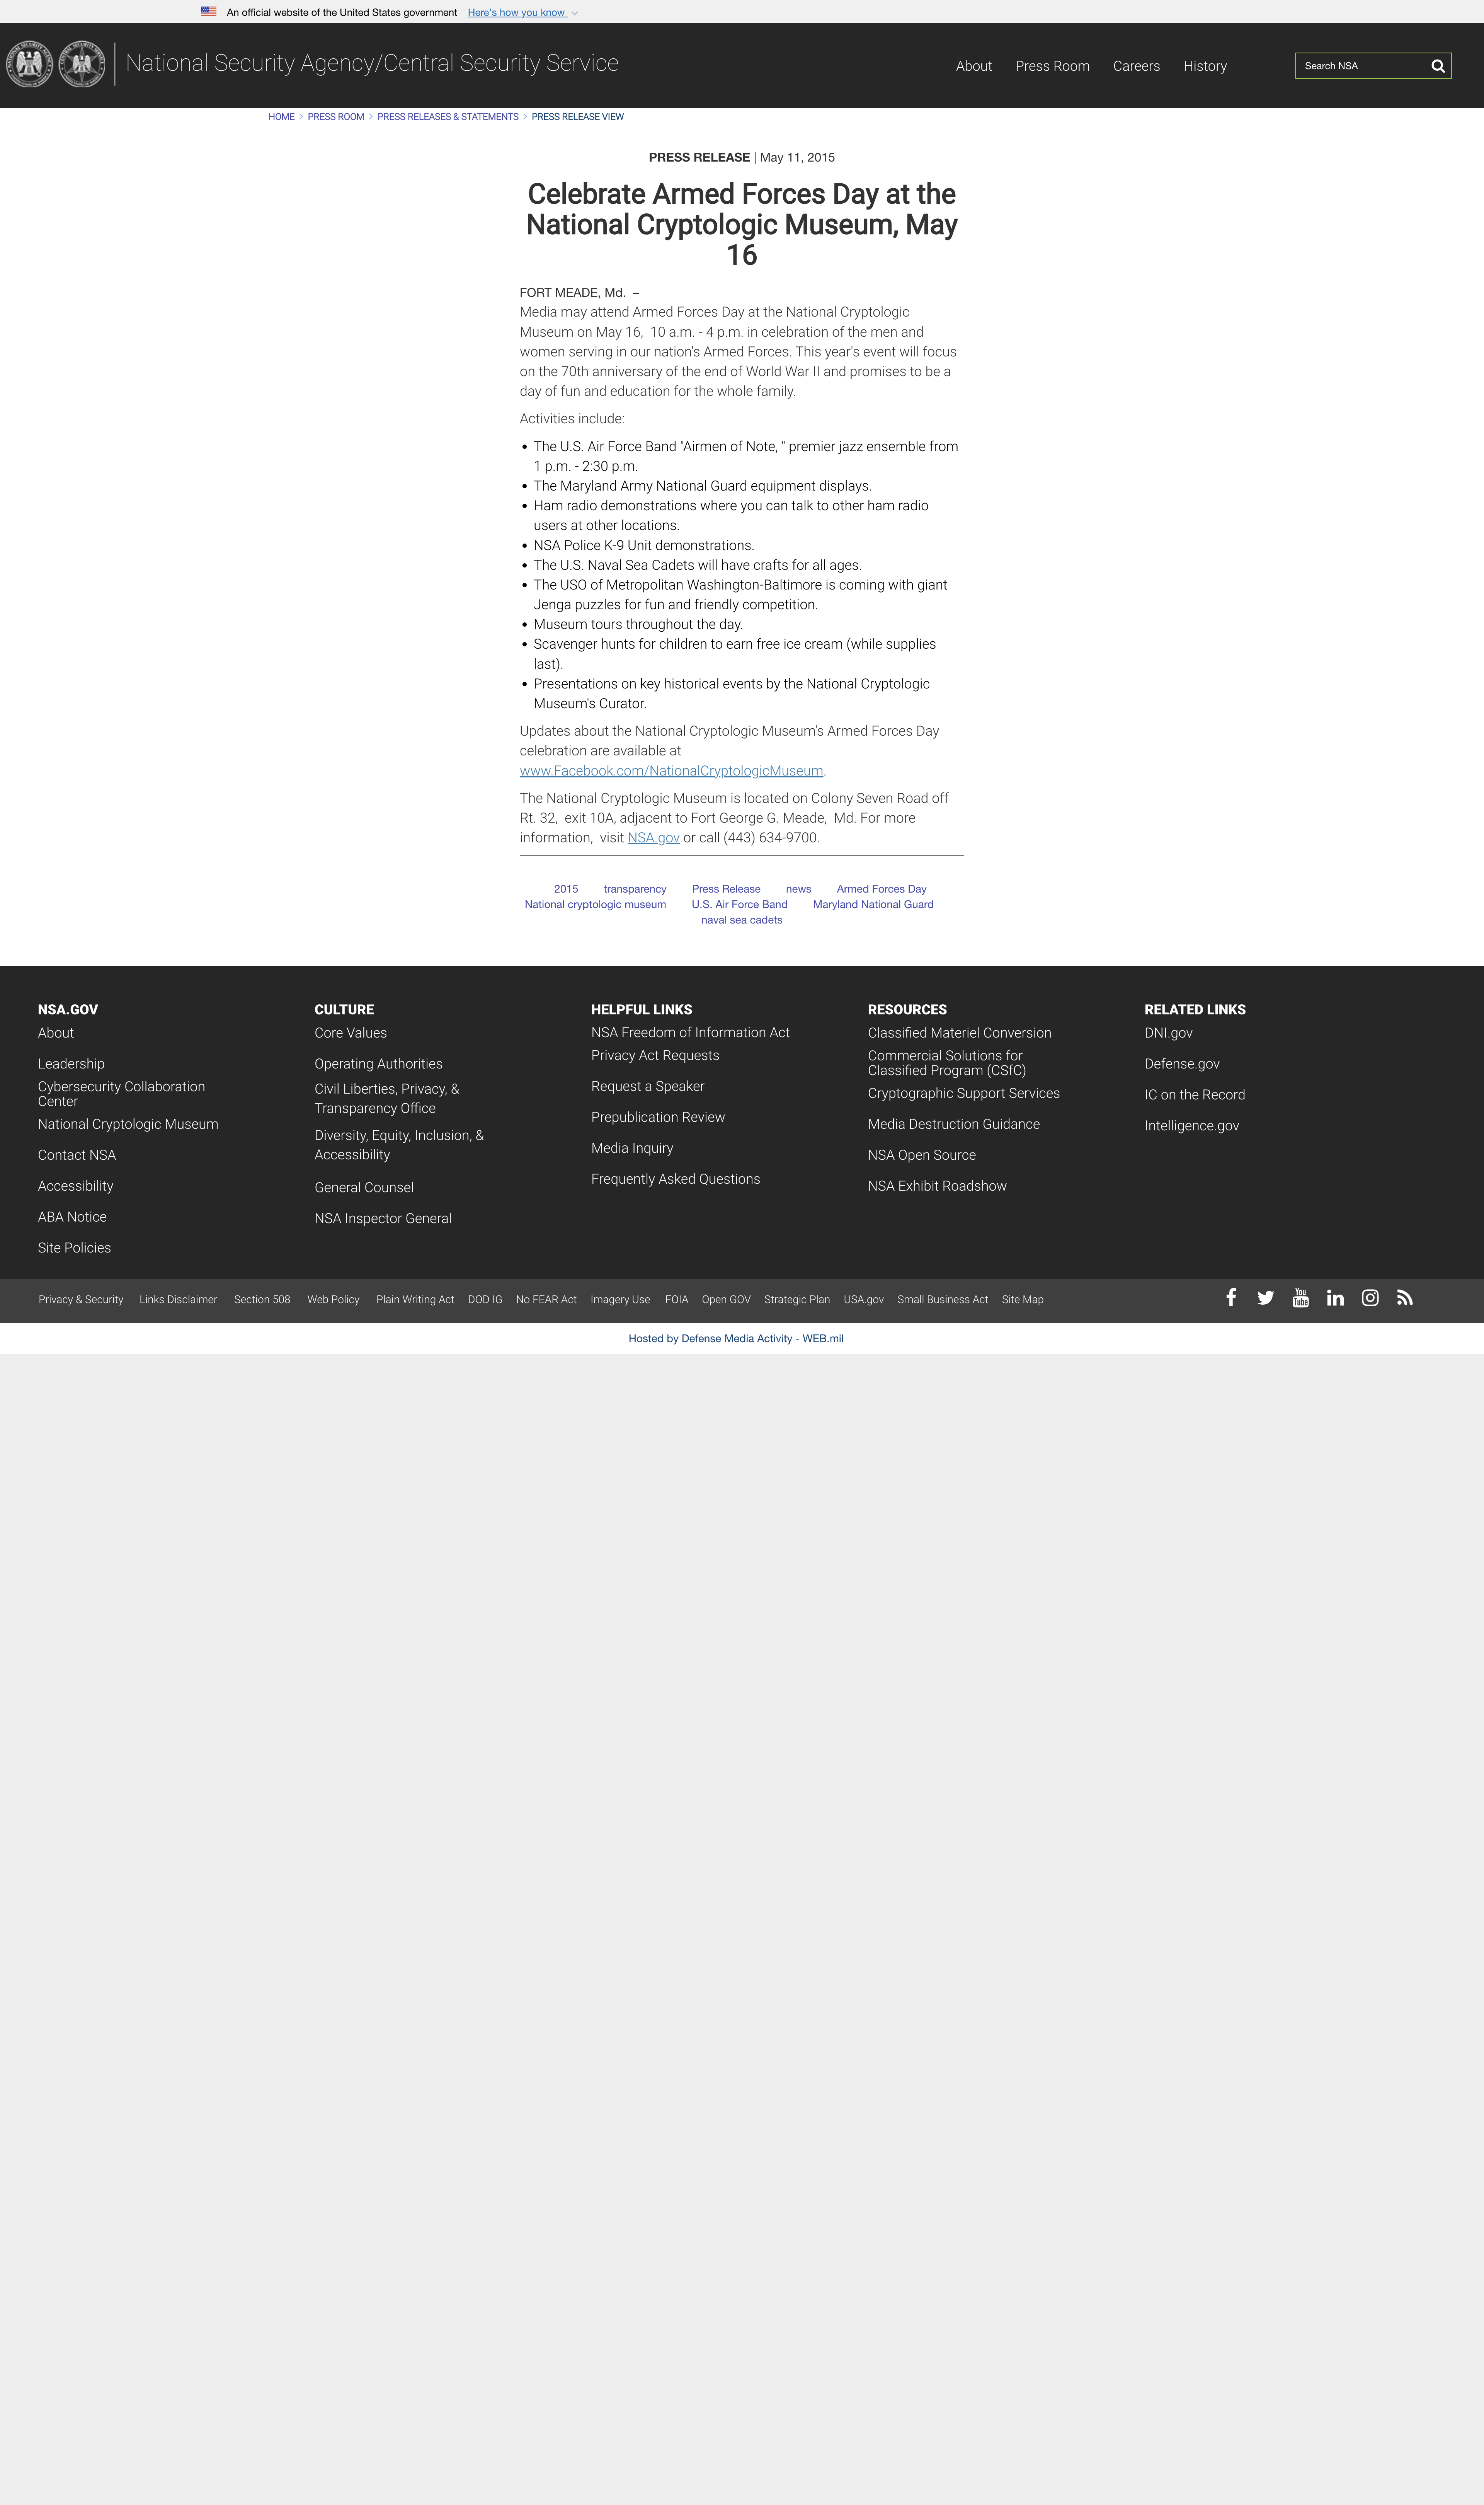 An official website of the United States government Here's how you know
National Security Agency/Central Security Service
About Press Room Careers History
Search NSA
HOME > PRESS ROOM > PRESS RELEASES & STATEMENTS > PRESS RELEASE VIEW
PRESS RELEASE | May 11, 2015
Celebrate Armed Forces Day at the
National Cryptologic Museum, May
16
FORT MEADE, Md. –
Media may attend Armed Forces Day at the National Cryptologic
Museum on May 16, 10 a.m. - 4 p.m. in celebration of the men and
women serving in our nation's Armed Forces. This year's event will focus
on the 70th anniversary of the end of World War II and promises to be a
day of fun and education for the whole family.
Activities include:
• The U.S. Air Force Band "Airmen of Note, " premier jazz ensemble from
1 p.m. - 2:30 p.m.
• The Maryland Army National Guard equipment displays.
• Ham radio demonstrations where you can talk to other ham radio
users at other locations.
• NSA Police K-9 Unit demonstrations.
• The U.S. Naval Sea Cadets will have crafts for all ages.
• The USO of Metropolitan Washington-Baltimore is coming with giant
Jenga puzzles for fun and friendly competition.
• Museum tours throughout the day.
• Scavenger hunts for children to earn free ice cream (while supplies
last).
• Presentations on key historical events by the National Cryptologic
Museum's Curator.
Updates about the National Cryptologic Museum's Armed Forces Day
celebration are available at
www.Facebook.com/NationalCryptologicMuseum.
The National Cryptologic Museum is located on Colony Seven Road off
Rt. 32, exit 10A, adjacent to Fort George G. Meade, Md. For more
information, visit NSA.gov or call (443) 634-9700.
2015 transparency Press Release news Armed Forces Day
National cryptologic museum U.S. Air Force Band Maryland National Guard
naval sea cadets
NSA.GOV
About
Leadership
Cybersecurity Collaboration
Center
National Cryptologic Museum
Contact NSA
Accessibility
ABA Notice
Site Policies
CULTURE
Core Values
Operating Authorities
Civil Liberties, Privacy, &
Transparency Office
Diversity, Equity, Inclusion, &
Accessibility
General Counsel
NSA Inspector General
HELPFUL LINKS
NSA Freedom of Information Act
Privacy Act Requests
Request a Speaker
Prepublication Review
Media Inquiry
Frequently Asked Questions
RESOURCES
Classified Materiel Conversion
Commercial Solutions for
Classified Program (CSfC)
Cryptographic Support Services
Media Destruction Guidance
NSA Open Source
NSA Exhibit Roadshow
RELATED LINKS
DNI.gov
Defense.gov
IC on the Record
Intelligence.gov
Privacy & Security Links Disclaimer Section 508 Web Policy Plain Writing Act DOD IG No FEAR Act Imagery Use FOIA Open GOV Strategic Plan USA.gov Small Business Act Site Map
Hosted by Defense Media Activity - WEB.mil